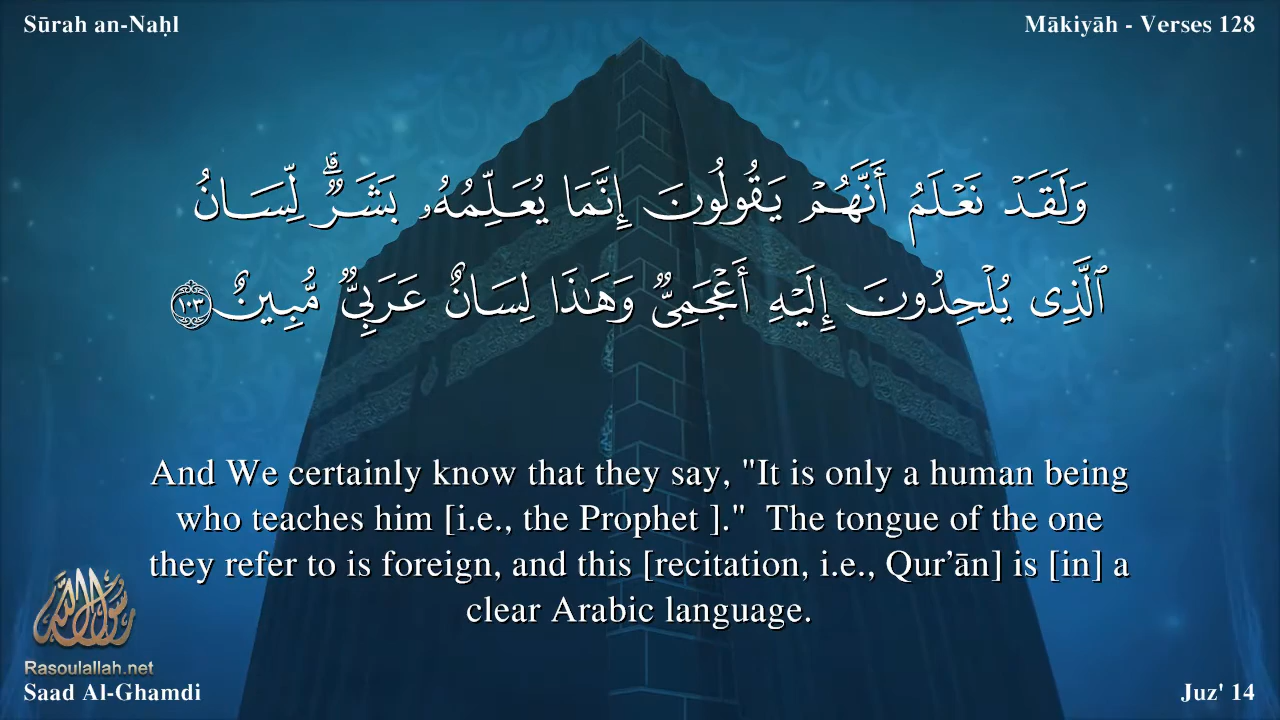 Sūrah an-Naḥl
Mākiyāh - Verses 128
وَلَقَدْ نَعْلَمُ أَنَّهُمْ يَقُولُونَ إِنَّمَا يُعَلِّمُهُۥ بَشَرٌۗ لِّسَانُ
ٱلَّذِى يُلْحِدُونَ إِلَيْهِ أَعْجَمِىٌّ وَهَـٰذَا لِسَانٌ عَرَبِىٌّ مُّبِينٌ ١٠٣
And We certainly know that they say, "It is only a human being
who teaches him [i.e., the Prophet ]."  The tongue of the one
they refer to is foreign, and this [recitation, i.e., Qur’ān] is [in] a
clear Arabic language.
رسول الله
Rasoulallah.net
Saad Al-Ghamdi
Juz' 14